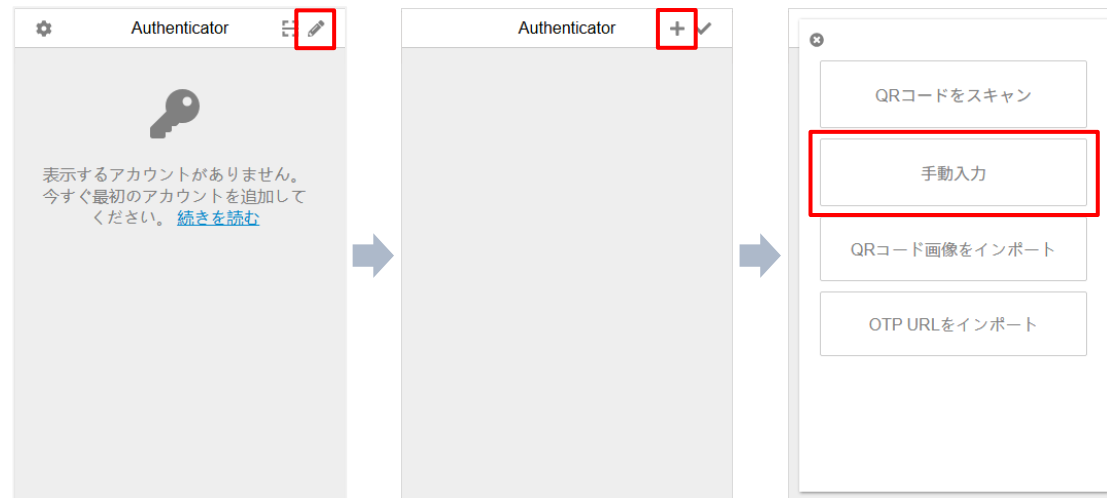 Authenticator
表示するアカウントがありません。
今すぐ最初のアカウントを追加して
ください。 続きを読む
Authenticator
QRコードをスキャン
手動入力
QRコード画像をインポート
OTP URLをインポート